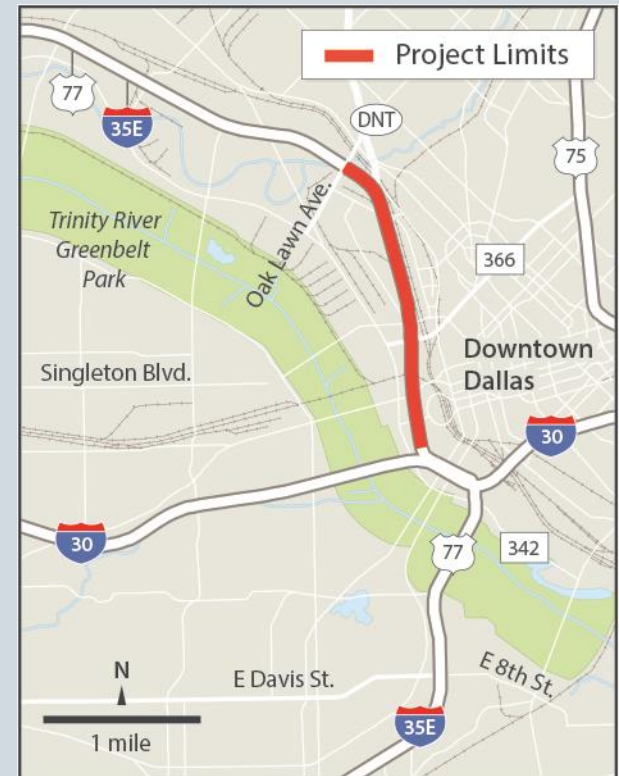 Project Limits
77
35E
DNT
75
Trinity River
Greenbelt
Park
Oak Lawn Ave.
366
Singleton Blvd.
Downtown
Dallas
30
30
77
342
N
E Davis St.
E 8th St.
1 mile
35E